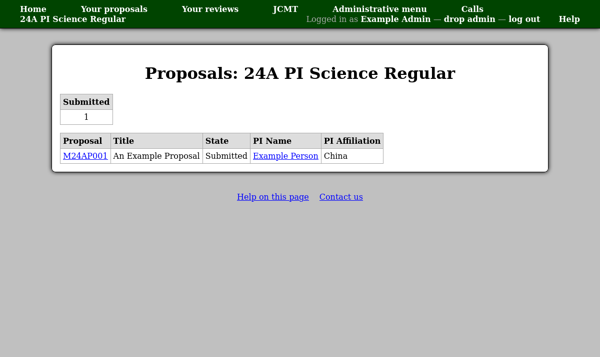 Home Your proposals Your reviews JCMT Administrative menu Calls
24A PI Science Regular Logged in as Example Admin — drop admin — log out Help
Proposals: 24A PI Science Regular
Submitted
1
Proposal Title State PI Name PI Affiliation
M24AP001 An Example Proposal Submitted Example Person China
Help on this page Contact us